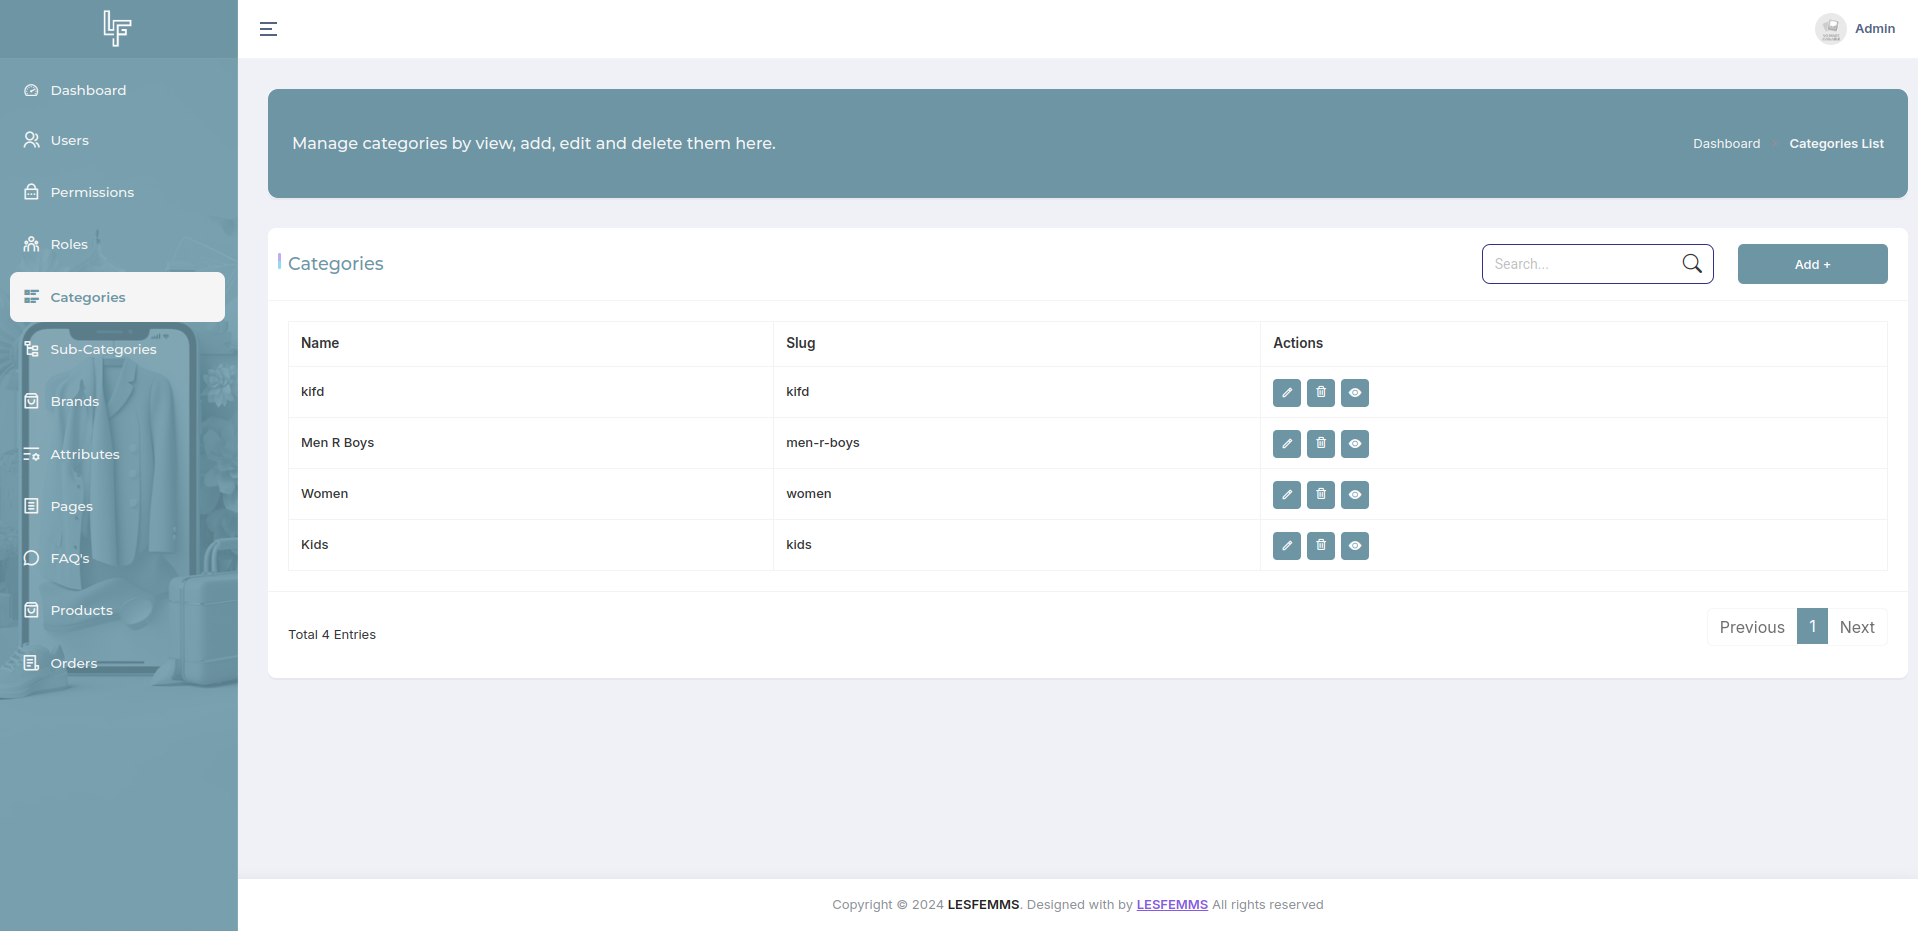 LF
Admin
Dashboard
Users
Permissions
Roles
Categories
Sub-Categories
Brands
Attributes
Pages
FAQ's
Products
Orders
Manage categories by view, add, edit and delete them here.
Dashboard Categories List
Categories
Search...
Add +
Name Slug Actions
kifd kifd
Men R Boys men-r-boys
Women women
Kids kids
Total 4 Entries
Previous 1 Next
Copyright © 2024 LESFEMMS. Designed with by LESFEMMS All rights reserved